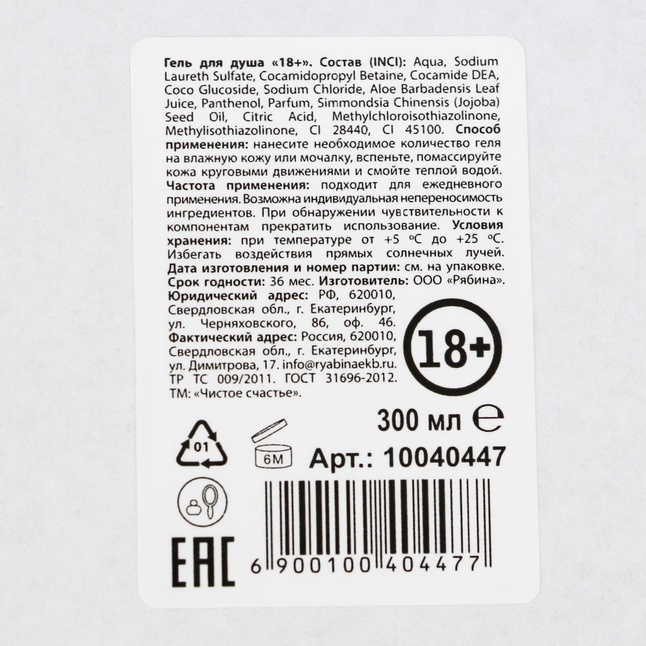 Гель для душа «18+». Состав (INCI): Aqua, Sodium
Laureth Sulfate, Cocamidopropyl Betaine, Cocamide DEA,
Coco Glucoside, Sodium Chloride, Aloe Barbadensis Leaf
Juice, Panthenol, Parfum, Simmondsia Chinensis (Jojoba)
Seed Oil, Citric Acid, Methylchloroisothiazolinone,
Methylisothiazolinone, CI 28440, CI 45100. Способ
применения: нанесите необходимое количество геля
на влажную кожу или мочалку, вспеньте, помассируйте
кожа круговыми движениями и смойте теплой водой.
Частота применения: подходит для ежедневного
применения. Возможна индивидуальная непереносимость
ингредиентов. При обнаружении чувствительности к
компонентам прекратить использование. Условия
хранения: при температуре от +5 ºC до +25 ºC.
Избегать воздействия прямых солнечных лучей.
Дата изготовления и номер партии: см. на упаковке.
Срок годности: 36 мес. Изготовитель: ООО «Рябина».
Юридический адрес: РФ, 620010,
Свердловская обл., г. Екатеринбург,
ул. Черняховского, 86, оф. 46.
Фактический адрес: Россия, 620010,
Свердловская обл., г. Екатеринбург,
ул. Димитрова, 17. info@ryabinaekb.ru.
ТР ТС 009/2011. ГОСТ 31696-2012.
ТМ: «Чистое счастье».
18+
300 мл ℮
01
6M
Арт.: 10040447
EAC
6 900100 404477